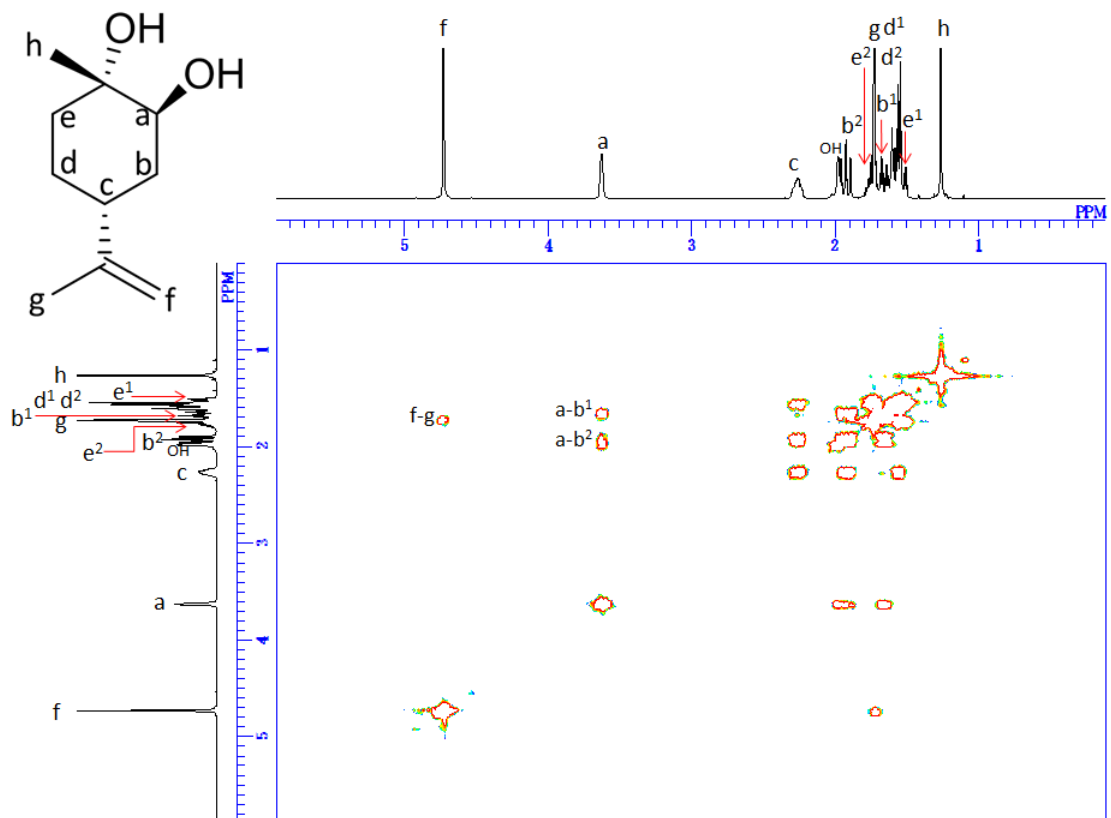 h
OH
OH
a
e
b
d
c
g
f
f
a
c
OH
b²
e²
g
d¹
d²
b¹
e¹
h
PPM
5
4
3
2
1
PPM
1
2
3
4
5
h
e¹
d¹ d²
b¹
g
e²
b²
OH
c
a
f
f-g
a-b¹
a-b²